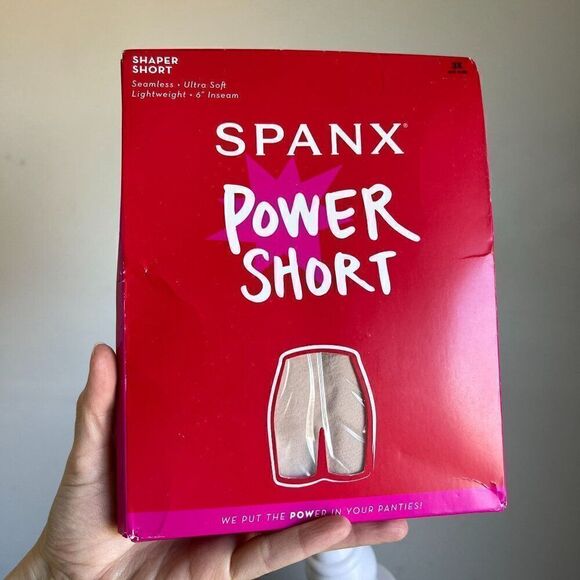 SHAPER
SHORT
Seamless • Ultra Soft
Lightweight • 6" Inseam
SPANX®
POWER
SHORT
WE PUT THE POWER IN YOUR PANTIES!